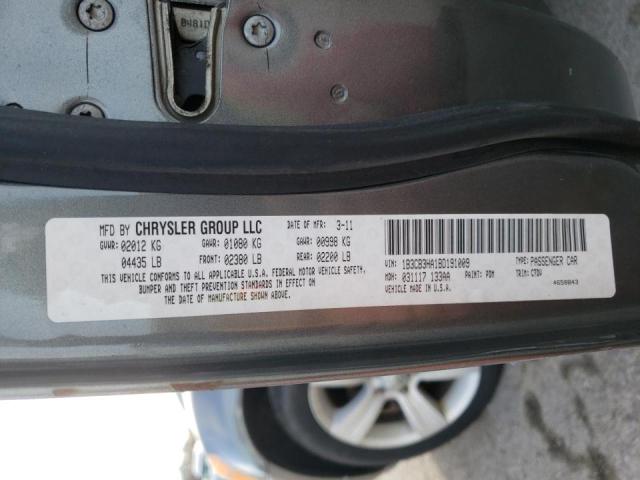 B481D
MFD BY CHRYSLER GROUP LLC DATE OF MFR: 3-11
GVWR: 02012 KG GAWR: 01080 KG GAWR: 00998 KG
04435 LB FRONT: 02380 LB REAR: 02200 LB
THIS VEHICLE CONFORMS TO ALL APPLICABLE U.S.A. FEDERAL MOTOR VEHICLE SAFETY,
BUMPER AND THEFT PREVENTION STANDARDS IN EFFECT ON
THE DATE OF MANUFACTURE SHOWN ABOVE.
VIN: 1B3CB3HA1BD191009 TYPE: PASSENGER CAR
MDH: 031117 133AA PAINT: PDM TRIM: CTDV
VEHICLE MADE IN U.S.A. 4658043